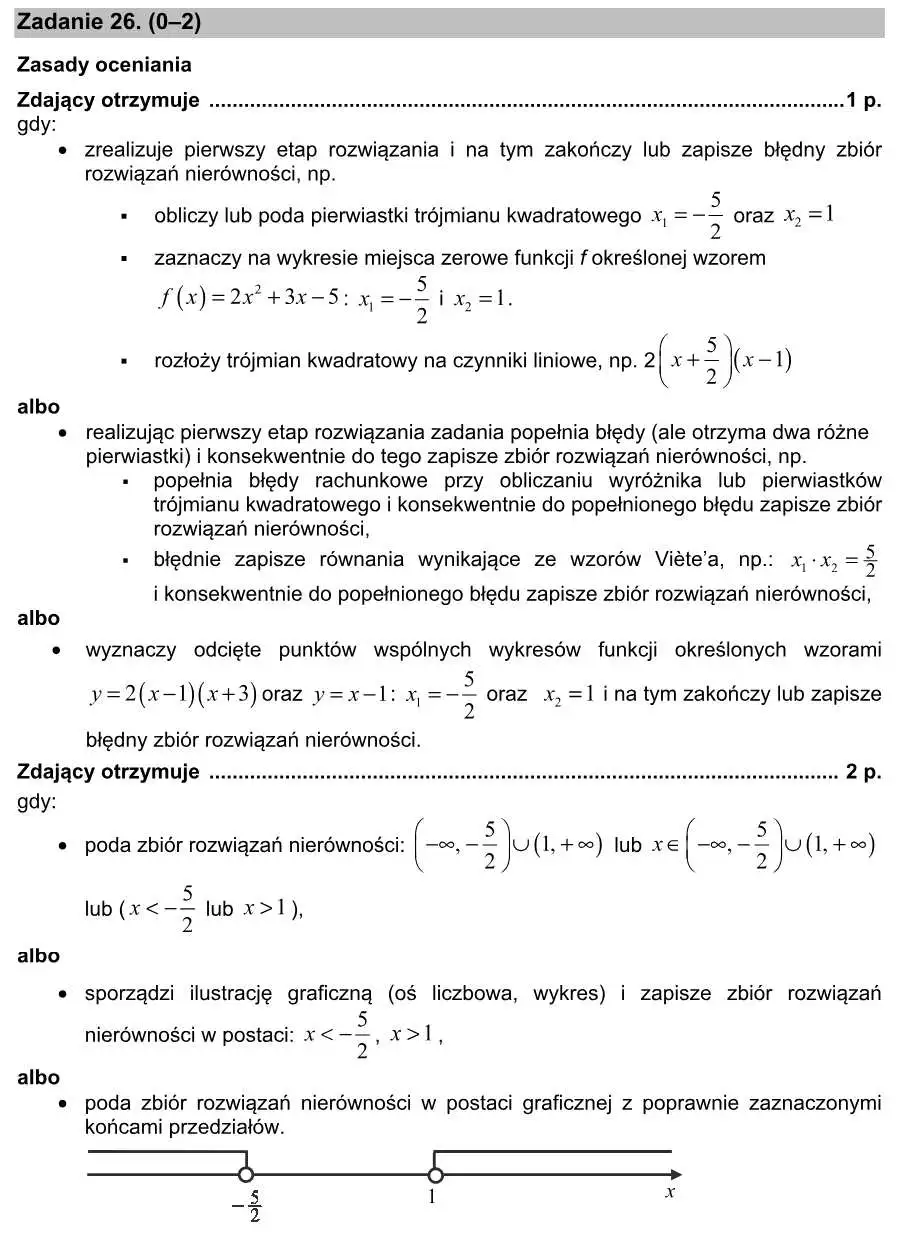 Zadanie 26. (0–2)
Zasady oceniania
Zdający otrzymuje ............................................................................................................. 1 p.
gdy:
• zrealizuje pierwszy etap rozwiązania i na tym zakończy lub zapisze błędny zbiór
rozwiązań nierówności, np.
▪ obliczy lub poda pierwiastki trójmianu kwadratowego x₁ = −5/2 oraz x₂ = 1
▪ zaznaczy na wykresie miejsca zerowe funkcji f określonej wzorem
f(x) = 2x² + 3x − 5 : x₁ = −5/2 i x₂ = 1.
▪ rozłoży trójmian kwadratowy na czynniki liniowe, np. 2(x + 5/2)(x − 1)
albo
• realizując pierwszy etap rozwiązania zadania popełnia błędy (ale otrzyma dwa różne
pierwiastki) i konsekwentnie do tego zapisze zbiór rozwiązań nierówności, np.
▪ popełnia błędy rachunkowe przy obliczaniu wyróżnika lub pierwiastków
trójmianu kwadratowego i konsekwentnie do popełnionego błędu zapisze zbiór
rozwiązań nierówności,
▪ błędnie zapisze równania wynikające ze wzorów Viète’a, np.: x₁ · x₂ = 5/2
i konsekwentnie do popełnionego błędu zapisze zbiór rozwiązań nierówności,
albo
• wyznaczy odcięte punktów wspólnych wykresów funkcji określonych wzorami
y = 2(x − 1)(x + 3) oraz y = x − 1 : x₁ = −5/2 oraz x₂ = 1 i na tym zakończy lub zapisze
błędny zbiór rozwiązań nierówności.
Zdający otrzymuje ............................................................................................................ 2 p.
gdy:
• poda zbiór rozwiązań nierówności: (−∞, −5/2) ∪ (1, +∞) lub x ∈ (−∞, −5/2) ∪ (1, +∞)
lub (x < −5/2 lub x > 1),
albo
• sporządzi ilustrację graficzną (oś liczbowa, wykres) i zapisze zbiór rozwiązań
nierówności w postaci: x < −5/2, x > 1,
albo
• poda zbiór rozwiązań nierówności w postaci graficznej z poprawnie zaznaczonymi
końcami przedziałów.
−5/2 1 x